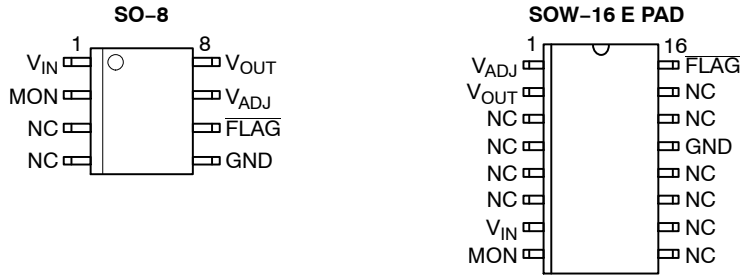 SO-8
1 8
VIN VOUT
MON VADJ
NC FLAG
NC GND
SOW-16 E PAD
1 16
VADJ FLAG
VOUT NC
NC NC
NC GND
NC NC
NC NC
VIN NC
MON NC